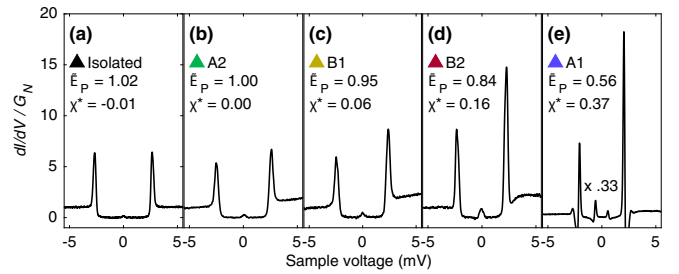 (a) (b) (c) (d) (e)
▲ Isolated ▲ A2 ▲ B1 ▲ B2 ▲ A1
Ẽ_P = 1.02 Ẽ_P = 1.00 Ẽ_P = 0.95 Ẽ_P = 0.84 Ẽ_P = 0.56
χ* = -0.01 χ* = 0.00 χ* = 0.06 χ* = 0.16 χ* = 0.37
x .33
20
15
10
5
0
dI/dV / G_N
-5 0 5-5 0 5-5 0 5-5 0 5-5 0 5
Sample voltage (mV)